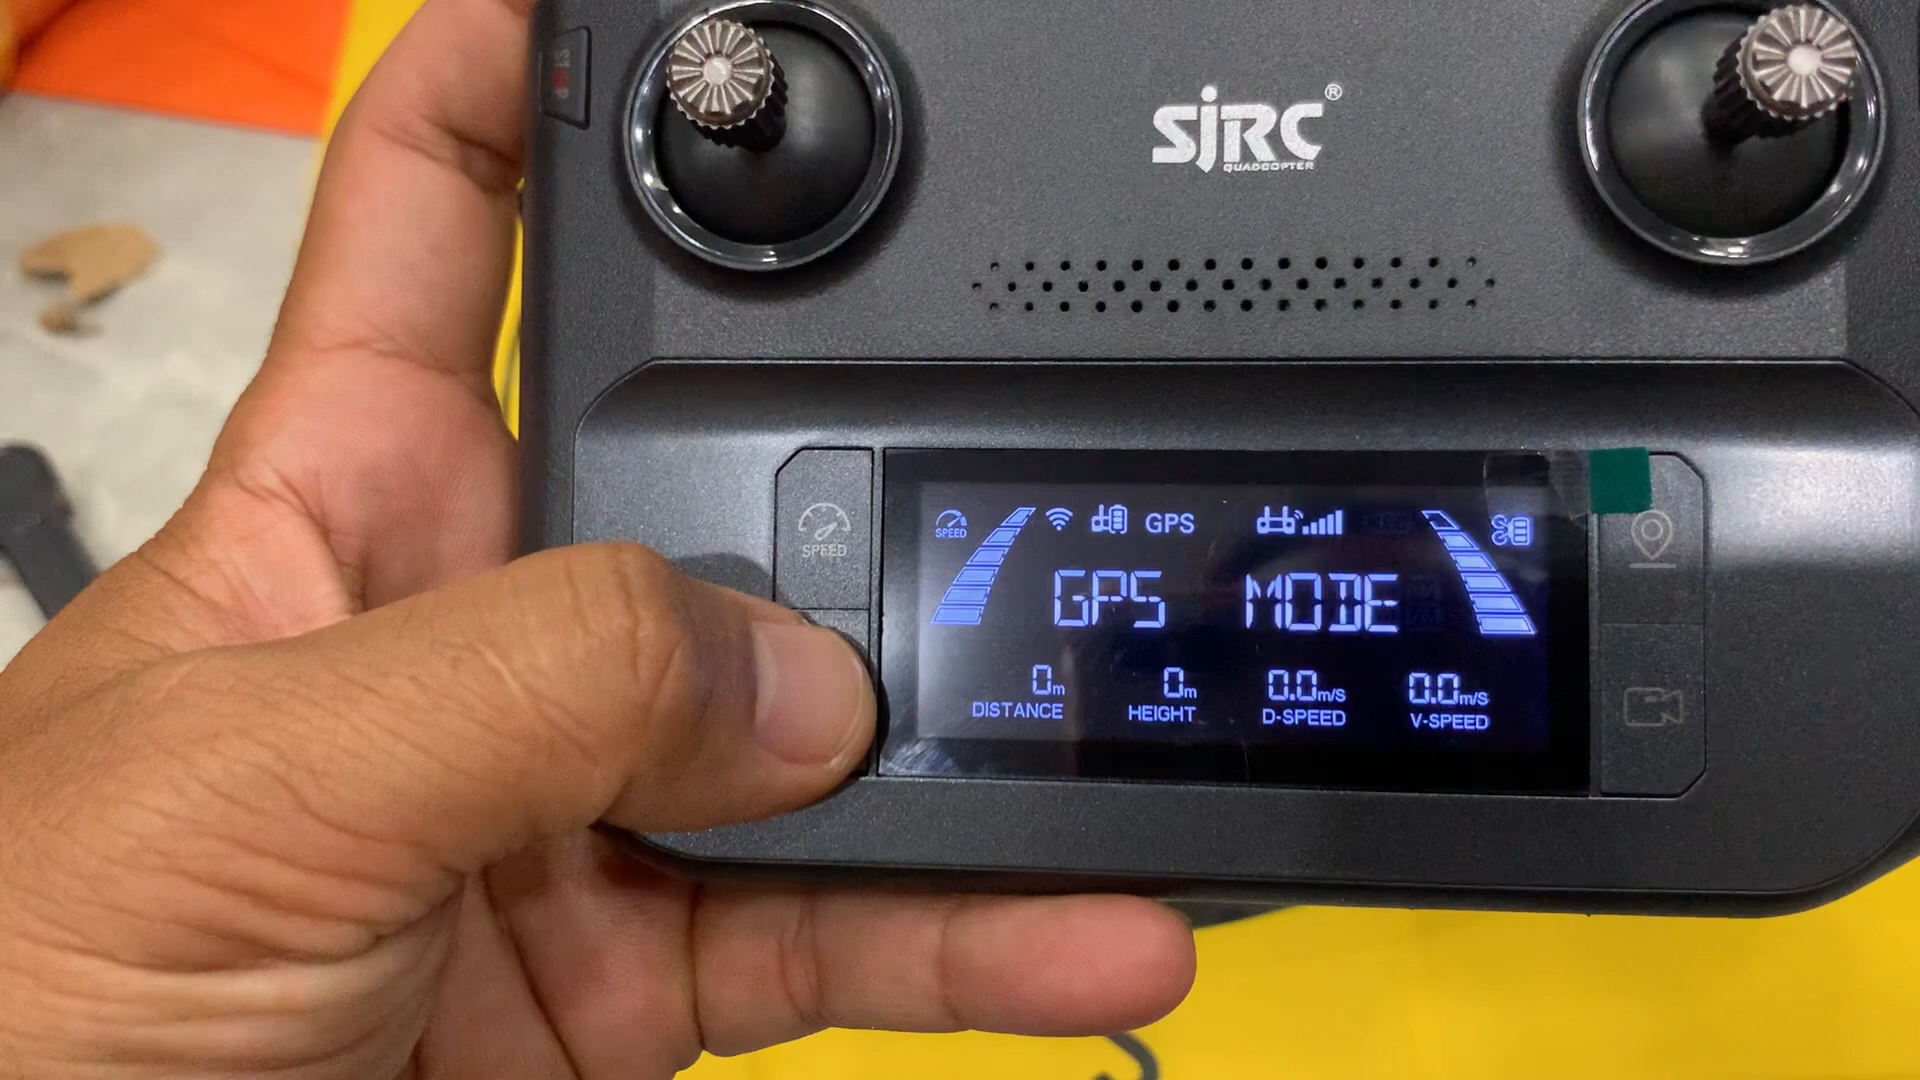 SJRC®
QUADCOPTER
SPEED
SPEED
GPS
GPS MODE
0m
DISTANCE
0m
HEIGHT
0.0m/S
D-SPEED
0.0m/S
V-SPEED